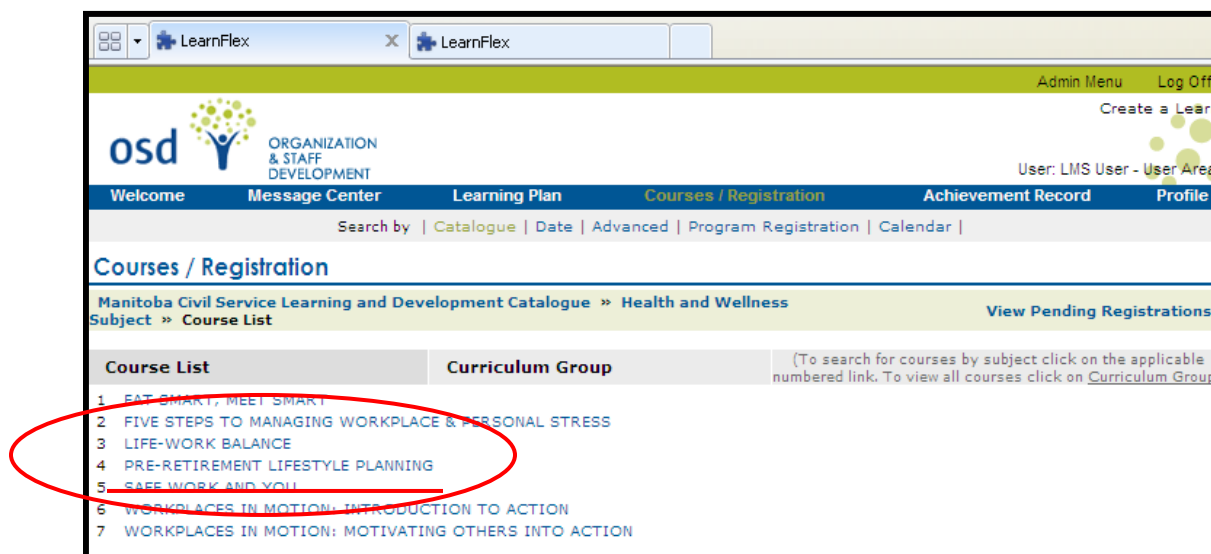 LearnFlex LearnFlex
Admin Menu Log Off
Create a Lear
osd ORGANIZATION
& STAFF
DEVELOPMENT
User: LMS User - User Area
Welcome Message Center Learning Plan Courses / Registration Achievement Record Profile
Search by | Catalogue | Date | Advanced | Program Registration | Calendar |
Courses / Registration
Manitoba Civil Service Learning and Development Catalogue » Health and Wellness
Subject » Course List
View Pending Registrations
Course List Curriculum Group
(To search for courses by subject click on the applicable
numbered link. To view all courses click on Curriculum Group
1 EAT SMART, MEET SMART
2 FIVE STEPS TO MANAGING WORKPLACE & PERSONAL STRESS
3 LIFE-WORK BALANCE
4 PRE-RETIREMENT LIFESTYLE PLANNING
5 SAFE WORK AND YOU
6 WORKPLACES IN MOTION: INTRODUCTION TO ACTION
7 WORKPLACES IN MOTION: MOTIVATING OTHERS INTO ACTION